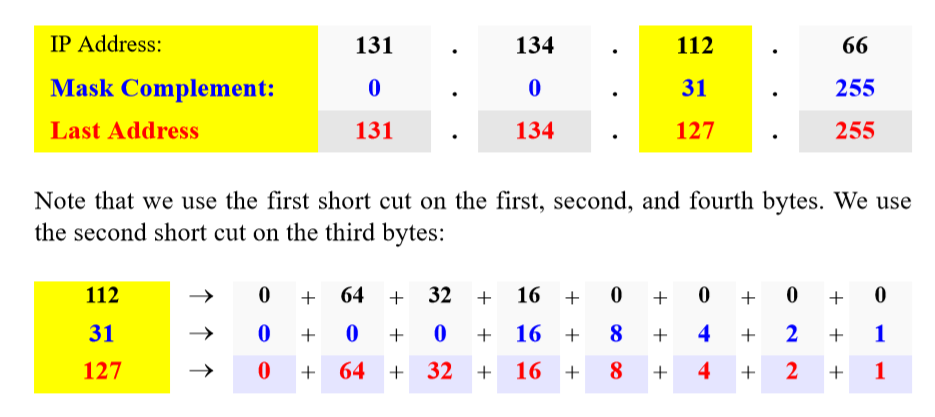 IP Address: 131 . 134 . 112 . 66
Mask Complement: 0 . 0 . 31 . 255
Last Address 131 . 134 . 127 . 255
Note that we use the first short cut on the first, second, and fourth bytes. We use
the second short cut on the third bytes:
112 → 0 + 64 + 32 + 16 + 0 + 0 + 0 + 0
31 → 0 + 0 + 0 + 16 + 8 + 4 + 2 + 1
127 → 0 + 64 + 32 + 16 + 8 + 4 + 2 + 1